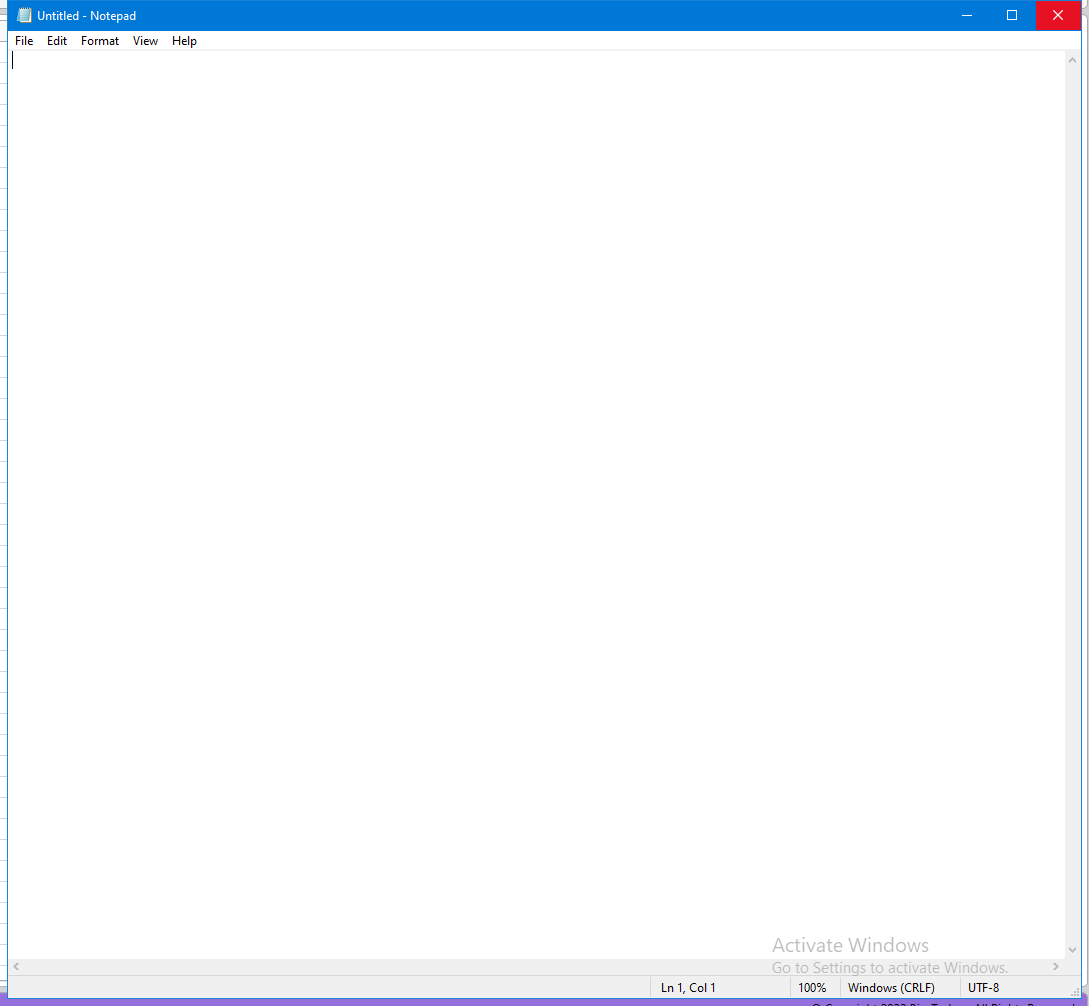 Untitled - Notepad
File Edit Format View Help
Activate Windows
Go to Settings to activate Windows.
Ln 1, Col 1 100% Windows (CRLF) UTF-8